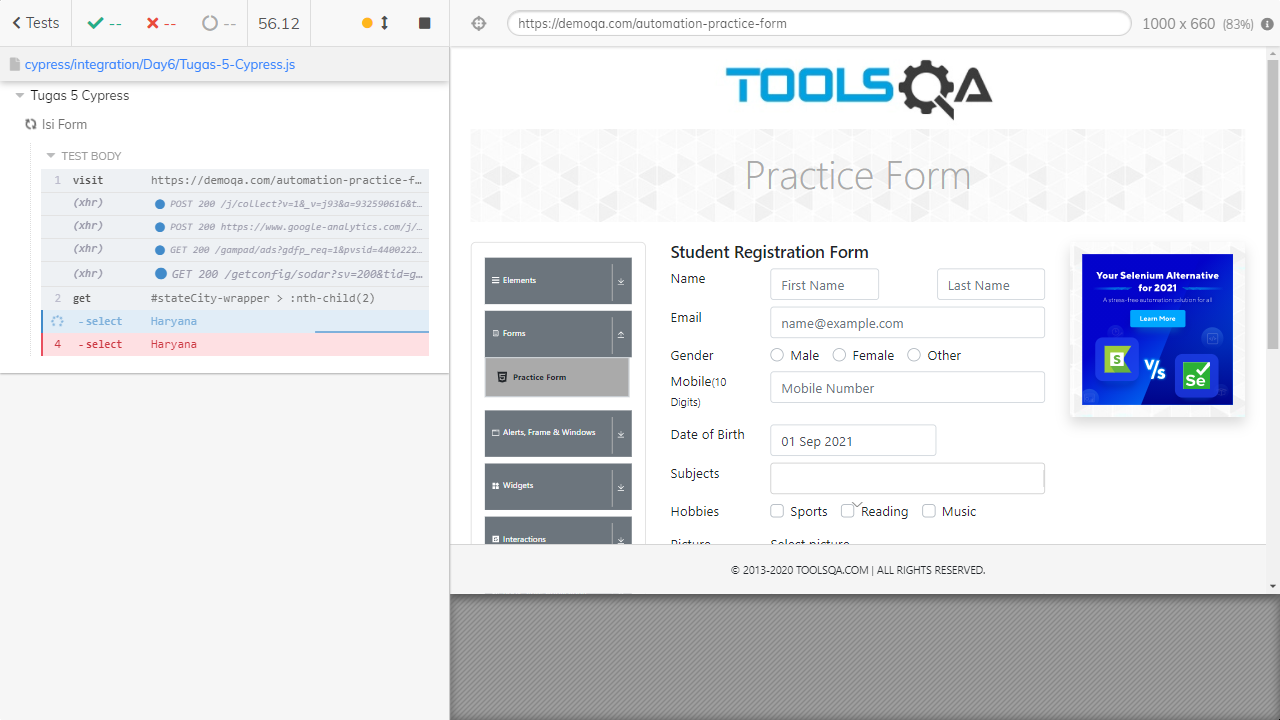 Tests -- -- -- 56.12
https://demoqa.com/automation-practice-form 1000 x 660 (83%)
cypress/integration/Day6/Tugas-5-Cypress.js
Tugas 5 Cypress
Isi Form
TEST BODY
1 visit https://demoqa.com/automation-practice-f...
(xhr) POST 200 /j/collect?v=1&_v=j93&a=932590616&t...
(xhr) POST 200 https://www.google-analytics.com/j/...
(xhr) GET 200 /gampad/ads?gdfp_req=1&pvsid=4400222...
(xhr) GET 200 /getconfig/sodar?sv=200&tid=g...
2 get #stateCity-wrapper > :nth-child(2)
- select Haryana
4 - select Haryana
TOOLSQA
Practice Form
Elements
Forms
Practice Form
Alerts, Frame & Windows
Widgets
Interactions
Student Registration Form
Name First Name Last Name
Email name@example.com
Gender Male Female Other
Mobile(10 Digits) Mobile Number
Date of Birth 01 Sep 2021
Subjects
Hobbies Sports Reading Music
Picture Select picture
Your Selenium Alternative
for 2021
A stress-free automation solution for all
Learn More
S V/s Se
© 2013-2020 TOOLSQA.COM | ALL RIGHTS RESERVED.